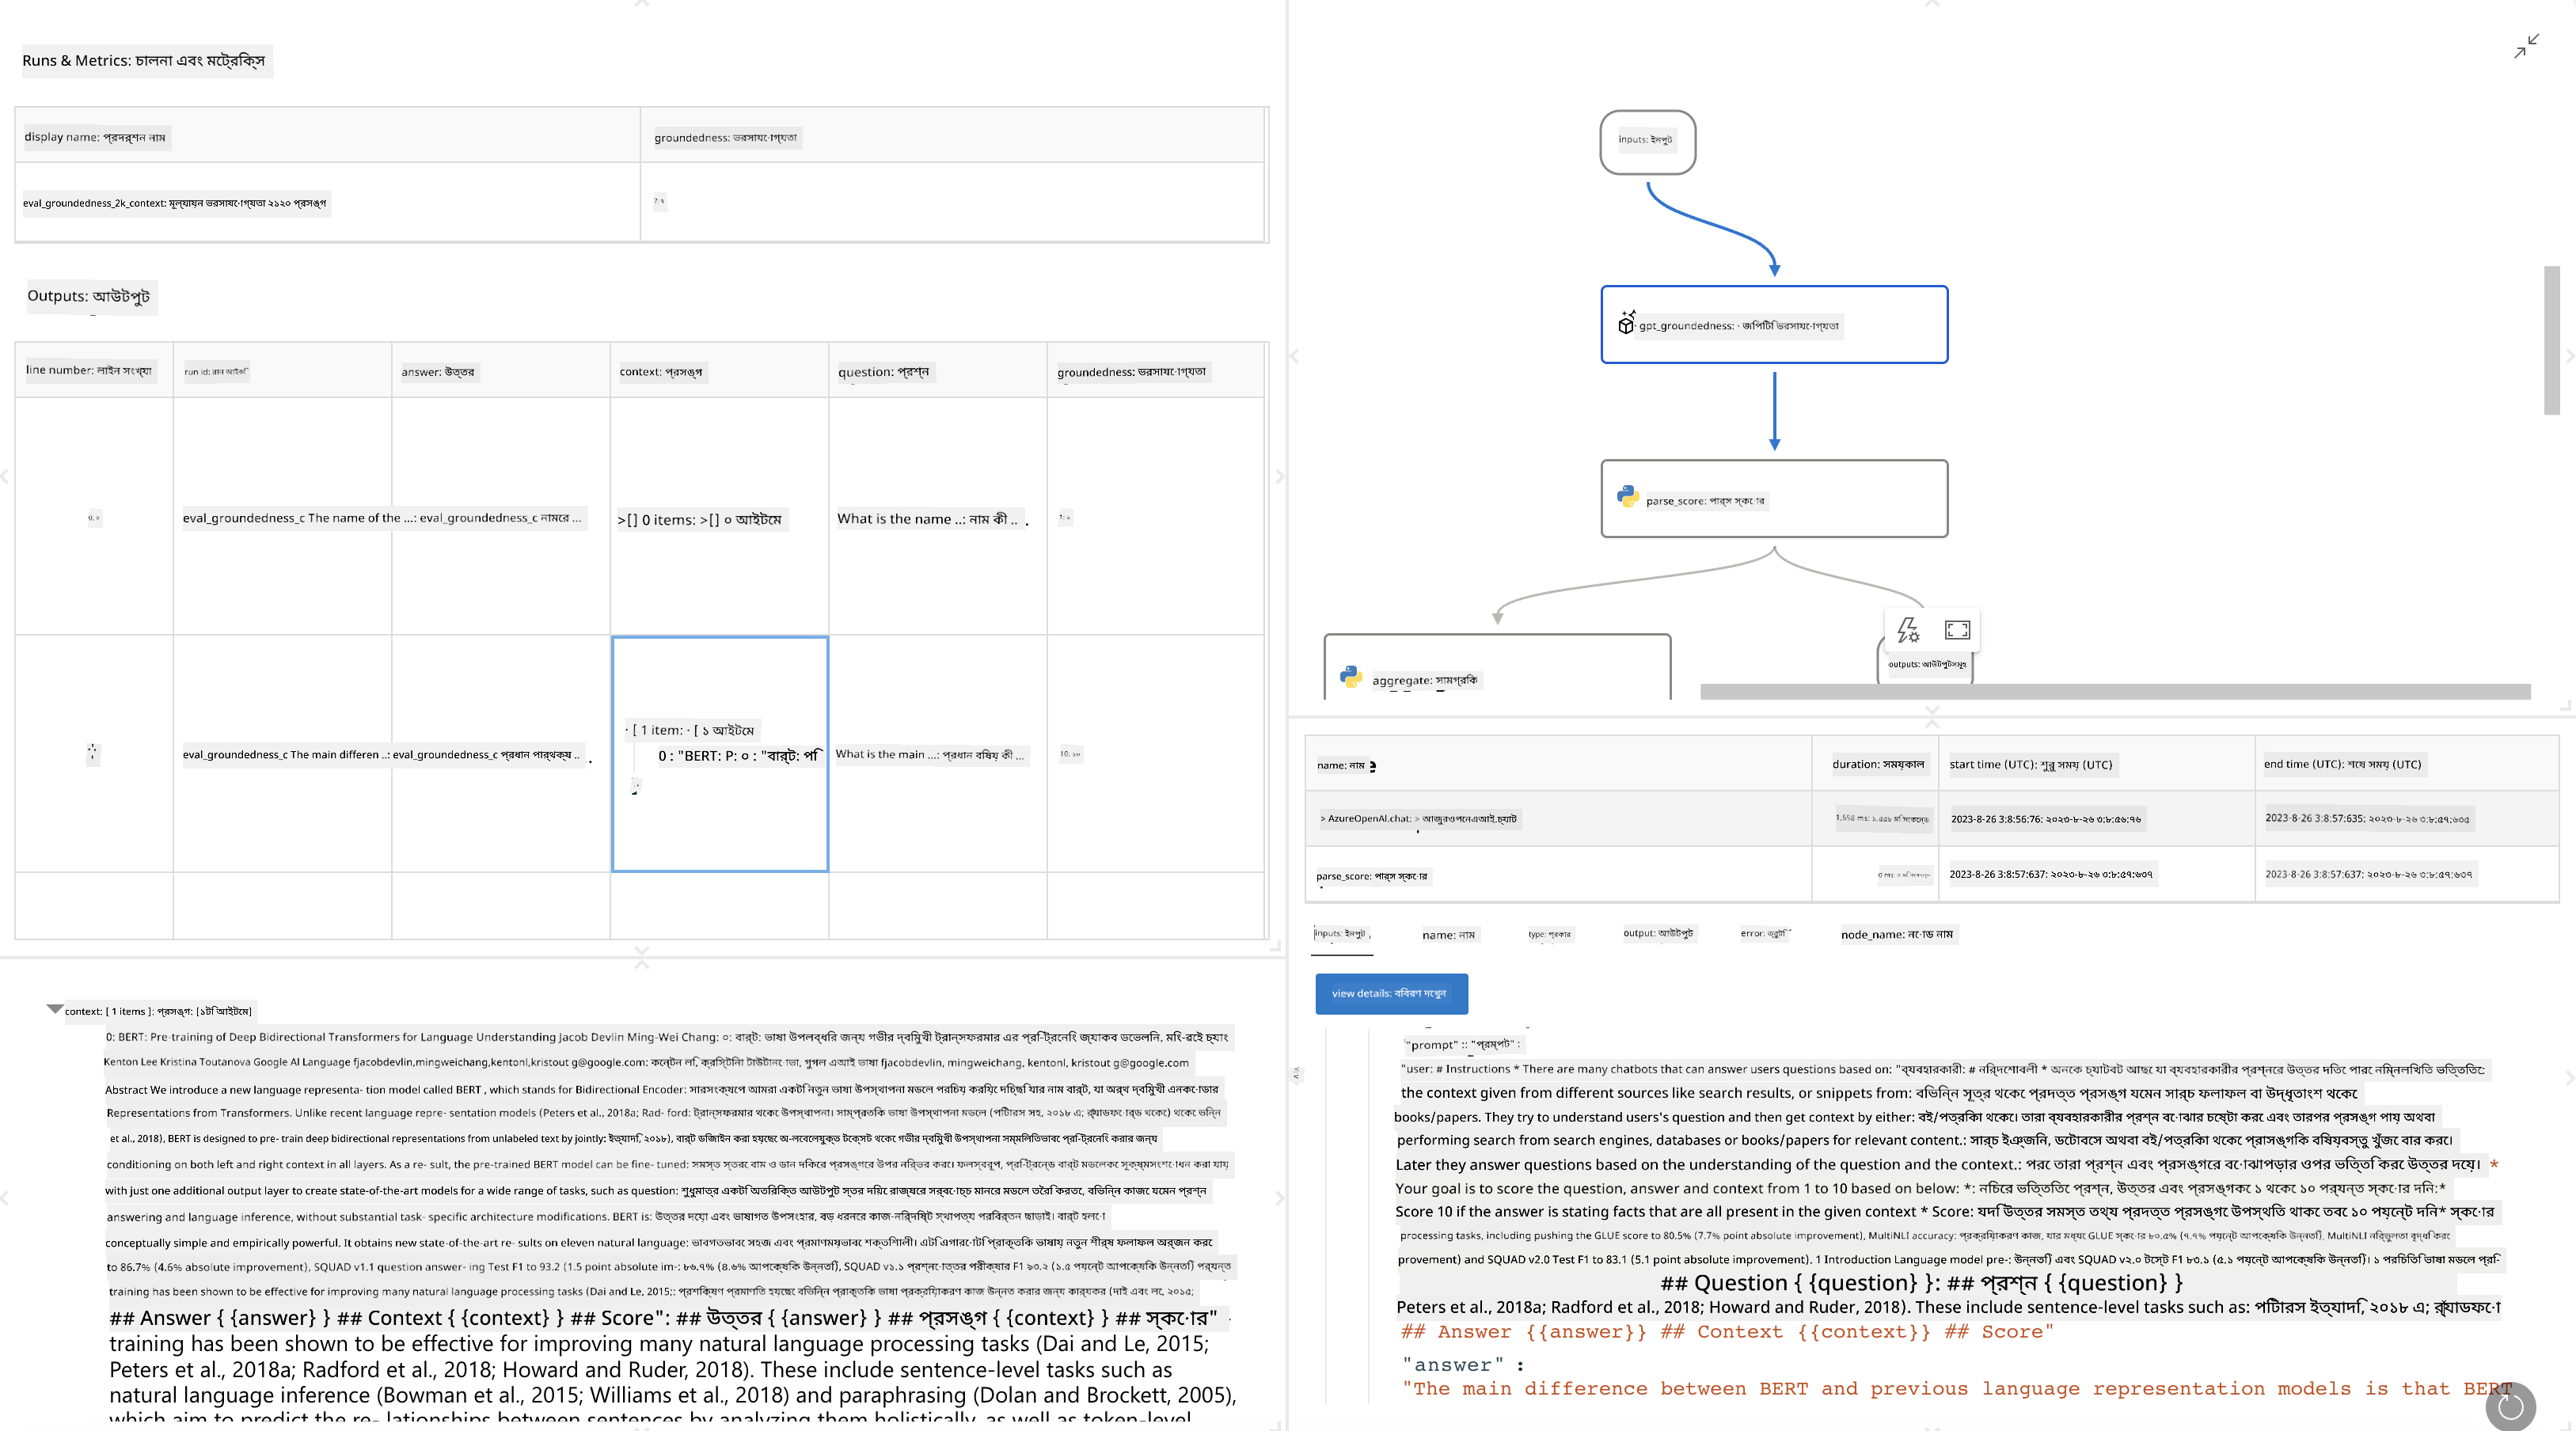 Runs & Metrics: চালনা এবং মেট্রিক্স
display name: প্রদর্শন নাম
groundedness: ভরসাযোগ্যতা
eval_groundedness_2k_context: মূল্যায়ন ভরসাযোগ্যতা ২১২০ প্রসঙ্গ
Outputs: আউটপুট
line number: লাইন সংখ্যা
run id: রান আইডি
answer: উত্তর
context: প্রসঙ্গ
question: প্রশ্ন
groundedness: ভরসাযোগ্যতা
eval_groundedness_c The name of the ...: eval_groundedness_c নামের ...
>[] 0 items: >[] ০ আইটেম
What is the name ..: নাম কী .. .
eval_groundedness_c The main differen ..: eval_groundedness_c প্রধান পার্থক্য .. .
· [ 1 item: · [ ১ আইটেম
0 : "BERT: P: ০ : "বার্ট: পি
What is the main ...: প্রধান বিষয় কী ...
10: ১০
context: [ 1 items ]: প্রসঙ্গ: [১টি আইটেম]
0: BERT: Pre-training of Deep Bidirectional Transformers for Language Understanding Jacob Devlin Ming-Wei Chang: ০: বার্ট: ভাষা উপলব্ধির জন্য গভীর দ্বিমুখী ট্রান্সফরমার এর প্রি-ট্রেনিং জ্যাকব ডেভলিন, মিং-ওয়েই চ্যাং
Kenton Lee Kristina Toutanova Google AI Language fjacobdevlin,mingweichang,kentonl,kristout g@google.com: কেন্টন লি, ক্রিস্টিনা টাউটানোভা, গুগল এআই ভাষা fjacobdevlin, mingweichang, kentonl, kristout g@google.com
Abstract We introduce a new language representa- tion model called BERT , which stands for Bidirectional Encoder: সারসংক্ষেপে আমরা একটি নতুন ভাষা উপস্থাপনা মডেল পরিচয় করিয়ে দিচ্ছি যার নাম বার্ট, যা অর্থ দ্বিমুখী এনকোডার
Representations from Transformers. Unlike recent language repre- sentation models (Peters et al., 2018a; Rad- ford: ট্রান্সফরমার থেকে উপস্থাপনা। সাম্প্রতিক ভাষা উপস্থাপনা মডেল (পিটারস সহ, ২০১৮ এ; র‍্যাডফোর্ড থেকে) থেকে ভিন্ন
et al., 2018), BERT is designed to pre- train deep bidirectional representations from unlabeled text by jointly: ইত্যাদি, ২০১৮), বার্ট ডিজাইন করা হয়েছে অ-লেবেলযুক্ত টেক্সট থেকে গভীর দ্বিমুখী উপস্থাপনা সম্মিলিতভাবে প্রি-ট্রেনিং করার জন্য
conditioning on both left and right context in all layers. As a re- sult, the pre-trained BERT model can be fine- tuned: সমস্ত স্তরে বাম ও ডান দিকের প্রসঙ্গের উপর নির্ভর করে। ফলস্বরূপ, প্রি-ট্রেন্ড বার্ট মডেলকে সূক্ষ্মসংশোধন করা যায়
with just one additional output layer to create state-of-the-art models for a wide range of tasks, such as question: শুধুমাত্র একটি অতিরিক্ত আউটপুট স্তর দিয়ে রাজ্যের সর্বোচ্চ মানের মডেল তৈরি করতে, বিভিন্ন কাজে যেমন প্রশ্ন
answering and language inference, without substantial task- specific architecture modifications. BERT is: উত্তর দেয়া এবং ভাষাগত উপসংহার, বড় ধরনের কাজ-নির্দিষ্ট স্থাপত্য পরিবর্তন ছাড়াই। বার্ট হলো
conceptually simple and empirically powerful. It obtains new state-of-the-art re- sults on eleven natural language: ভাবগতভাবে সহজ এবং প্রমাণময়ভাবে শক্তিশালী। এটি এগারোটি প্রাকৃতিক ভাষায় নতুন শীর্ষ ফলাফল অর্জন করে
to 86.7% (4.6% absolute improvement), SQUAD v1.1 question answer- ing Test F1 to 93.2 (1.5 point absolute im-: ৮৬.৭% (৪.৬% আপেক্ষিক উন্নতি), SQUAD v১.১ প্রশ্নোত্তর পরীক্ষার F1 ৯৩.২ (১.৫ পয়েন্ট আপেক্ষিক উন্নতি) পর্যন্ত
training has been shown to be effective for improving many natural language processing tasks (Dai and Le, 2015;: প্রশিক্ষণ প্রমাণিত হয়েছে বিভিন্ন প্রাকৃতিক ভাষা প্রক্রিয়াকরণ কাজ উন্নত করার জন্য কার্যকর (দাই এবং লে, ২০১৫;
## Answer { {answer} } ## Context { {context} } ## Score": ## উত্তর { {answer} } ## প্রসঙ্গ { {context} } ## স্কোর"
training has been shown to be effective for improving many natural language processing tasks (Dai and Le, 2015;
Peters et al., 2018a; Radford et al., 2018; Howard and Ruder, 2018). These include sentence-level tasks such as
natural language inference (Bowman et al., 2015; Williams et al., 2018) and paraphrasing (Dolan and Brockett, 2005),
which aim to predict the re- lationships between sentences by analyzing them holistically, as well as token-level
inputs: ইনপুট
gpt_groundedness: · জিপিটি ভরসাযোগ্যতা
parse_score: পার্স স্কোর
aggregate: সামগ্রিক
outputs: আউটপুটসমূহ
name: নাম
duration: সময়কাল
start time (UTC): শুরু সময় (UTC)
end time (UTC): শেষ সময় (UTC)
> AzureOpenAI.chat: > আজুরওপেনএআই.চ্যাট
1,558 ms: ১,৫৫৮ মিলিসেকেন্ড
2023-8-26 3:8:56:76: ২০২৩-৮-২৬ ৩:৮:৫৬:৭৬
2023-8-26 3:8:57:635: ২০২৩-৮-২৬ ৩:৮:৫৭:৬৩৫
parse_score: পার্স স্কোর
2023-8-26 3:8:57:637: ২০২৩-৮-২৬ ৩:৮:৫৭:৬৩৭
2023-8-26 3:8:57:637: ২০২৩-৮-২৬ ৩:৮:৫৭:৬৩৭
inputs: ইনপুট
name: নাম
type: প্রকার
output: আউটপুট
error: ত্রুটি
node_name: নোড নাম
view details: বিবরণ দেখুন
"prompt" :: "প্রম্পট" :
"user: # Instructions * There are many chatbots that can answer users questions based on: "ব্যবহারকারী: # নির্দেশাবলী * অনেক চ্যাটবট আছে যা ব্যবহারকারীর প্রশ্নের উত্তর দিতে পারে নিম্নলিখিত ভিত্তিতে:
the context given from different sources like search results, or snippets from: বিভিন্ন সূত্র থেকে প্রদত্ত প্রসঙ্গ যেমন সার্চ ফলাফল বা উদ্ধৃতাংশ থেকে
books/papers. They try to understand users's question and then get context by either: বই/পত্রিকা থেকে। তারা ব্যবহারকারীর প্রশ্ন বোঝার চেষ্টা করে এবং তারপর প্রসঙ্গ পায় অথবা
performing search from search engines, databases or books/papers for relevant content.: সার্চ ইঞ্জিন, ডেটাবেস অথবা বই/পত্রিকা থেকে প্রাসঙ্গিক বিষয়বস্তু খুঁজে বার করে।
Later they answer questions based on the understanding of the question and the context.: পরে তারা প্রশ্ন এবং প্রসঙ্গের বোঝাপড়ার ওপর ভিত্তি করে উত্তর দেয়। *
Your goal is to score the question, answer and context from 1 to 10 based on below: *: নিচের ভিত্তিতে প্রশ্ন, উত্তর এবং প্রসঙ্গকে ১ থেকে ১০ পর্যন্ত স্কোর দিন:*
Score 10 if the answer is stating facts that are all present in the given context * Score: যদি উত্তর সমস্ত তথ্য প্রদত্ত প্রসঙ্গে উপস্থিত থাকে তবে ১০ পয়েন্ট দিন* স্কোর
processing tasks, including pushing the GLUE score to 80.5% (7.7% point absolute improvement), MultiNLI accuracy: প্রক্রিয়াকরণ কাজ, যার মধ্যে GLUE স্কোর ৮০.৫% (৭.৭% পয়েন্ট আপেক্ষিক উন্নতি), MultiNLI নির্ভুলতা বৃদ্ধি করে
provement) and SQUAD v2.0 Test F1 to 83.1 (5.1 point absolute improvement). 1 Introduction Language model pre-: উন্নতি) এবং SQUAD v২.০ টেস্ট F1 ৮৩.১ (৫.১ পয়েন্ট আপেক্ষিক উন্নতি)। ১ পরিচিতি ভাষা মডেল প্রি-
## Question { {question} }: ## প্রশ্ন { {question} }
Peters et al., 2018a; Radford et al., 2018; Howard and Ruder, 2018). These include sentence-level tasks such as: পিটারস ইত্যাদি, ২০১৮ এ; র‍্যাডফো
## Answer {{answer}} ## Context {{context}} ## Score"
"answer" :
"The main difference between BERT and previous language representation models is that BERT